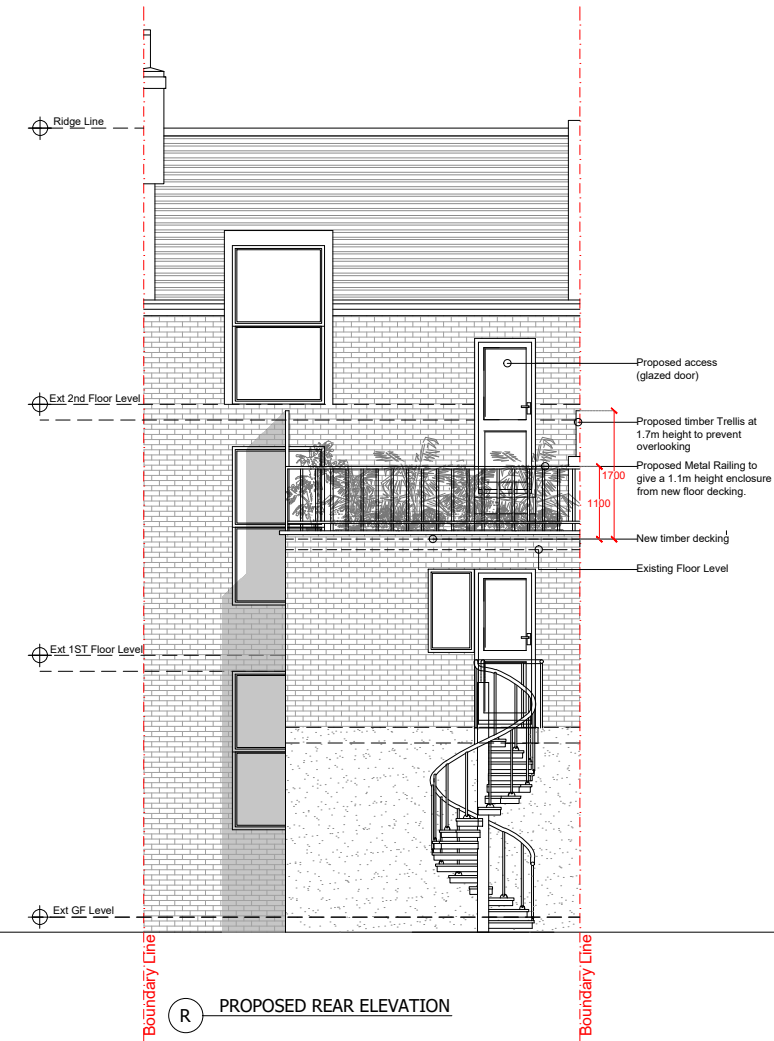 Ridge Line
Proposed access
(glazed door)
Ext 2nd Floor Level
Proposed timber Trellis at
1.7m height to prevent
overlooking
Proposed Metal Railing to
give a 1.1m height enclosure
from new floor decking.
1700
1100
New timber decking
Existing Floor Level
Ext 1ST Floor Level
Ext GF Level
Boundary Line
Boundary Line
R
PROPOSED REAR ELEVATION